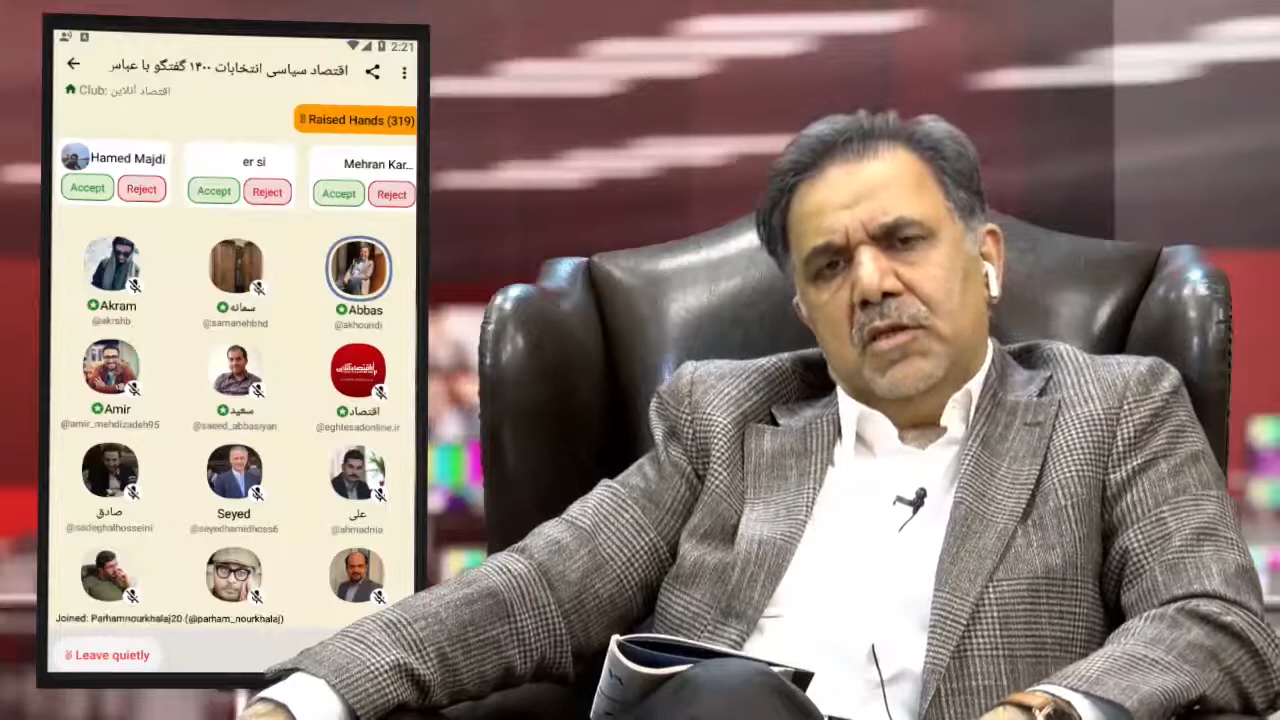 2:21
اقتصاد سیاسی انتخابات ۱۴۰۰ گفتگو با عباس
Club: اقتصاد آنلاین
Raised Hands (319)
Hamed Majdi er si Mehran Kar...
Accept Reject Accept Reject Accept Reject
Akram سمانه Abbas
@akrshb @samanehbhd @akhoundi
Amir سعید اقتصاد
@amir_mehdizadeh95 @saeed_abbasiyan @eghtesadonline.ir
صادق Seyed علی
@sadeghalhosseini @seyedhamidhoss6 @ahmadnia
Joined: Parhamnourkhalaj20 (@parham_nourkhalaj)
Leave quietly